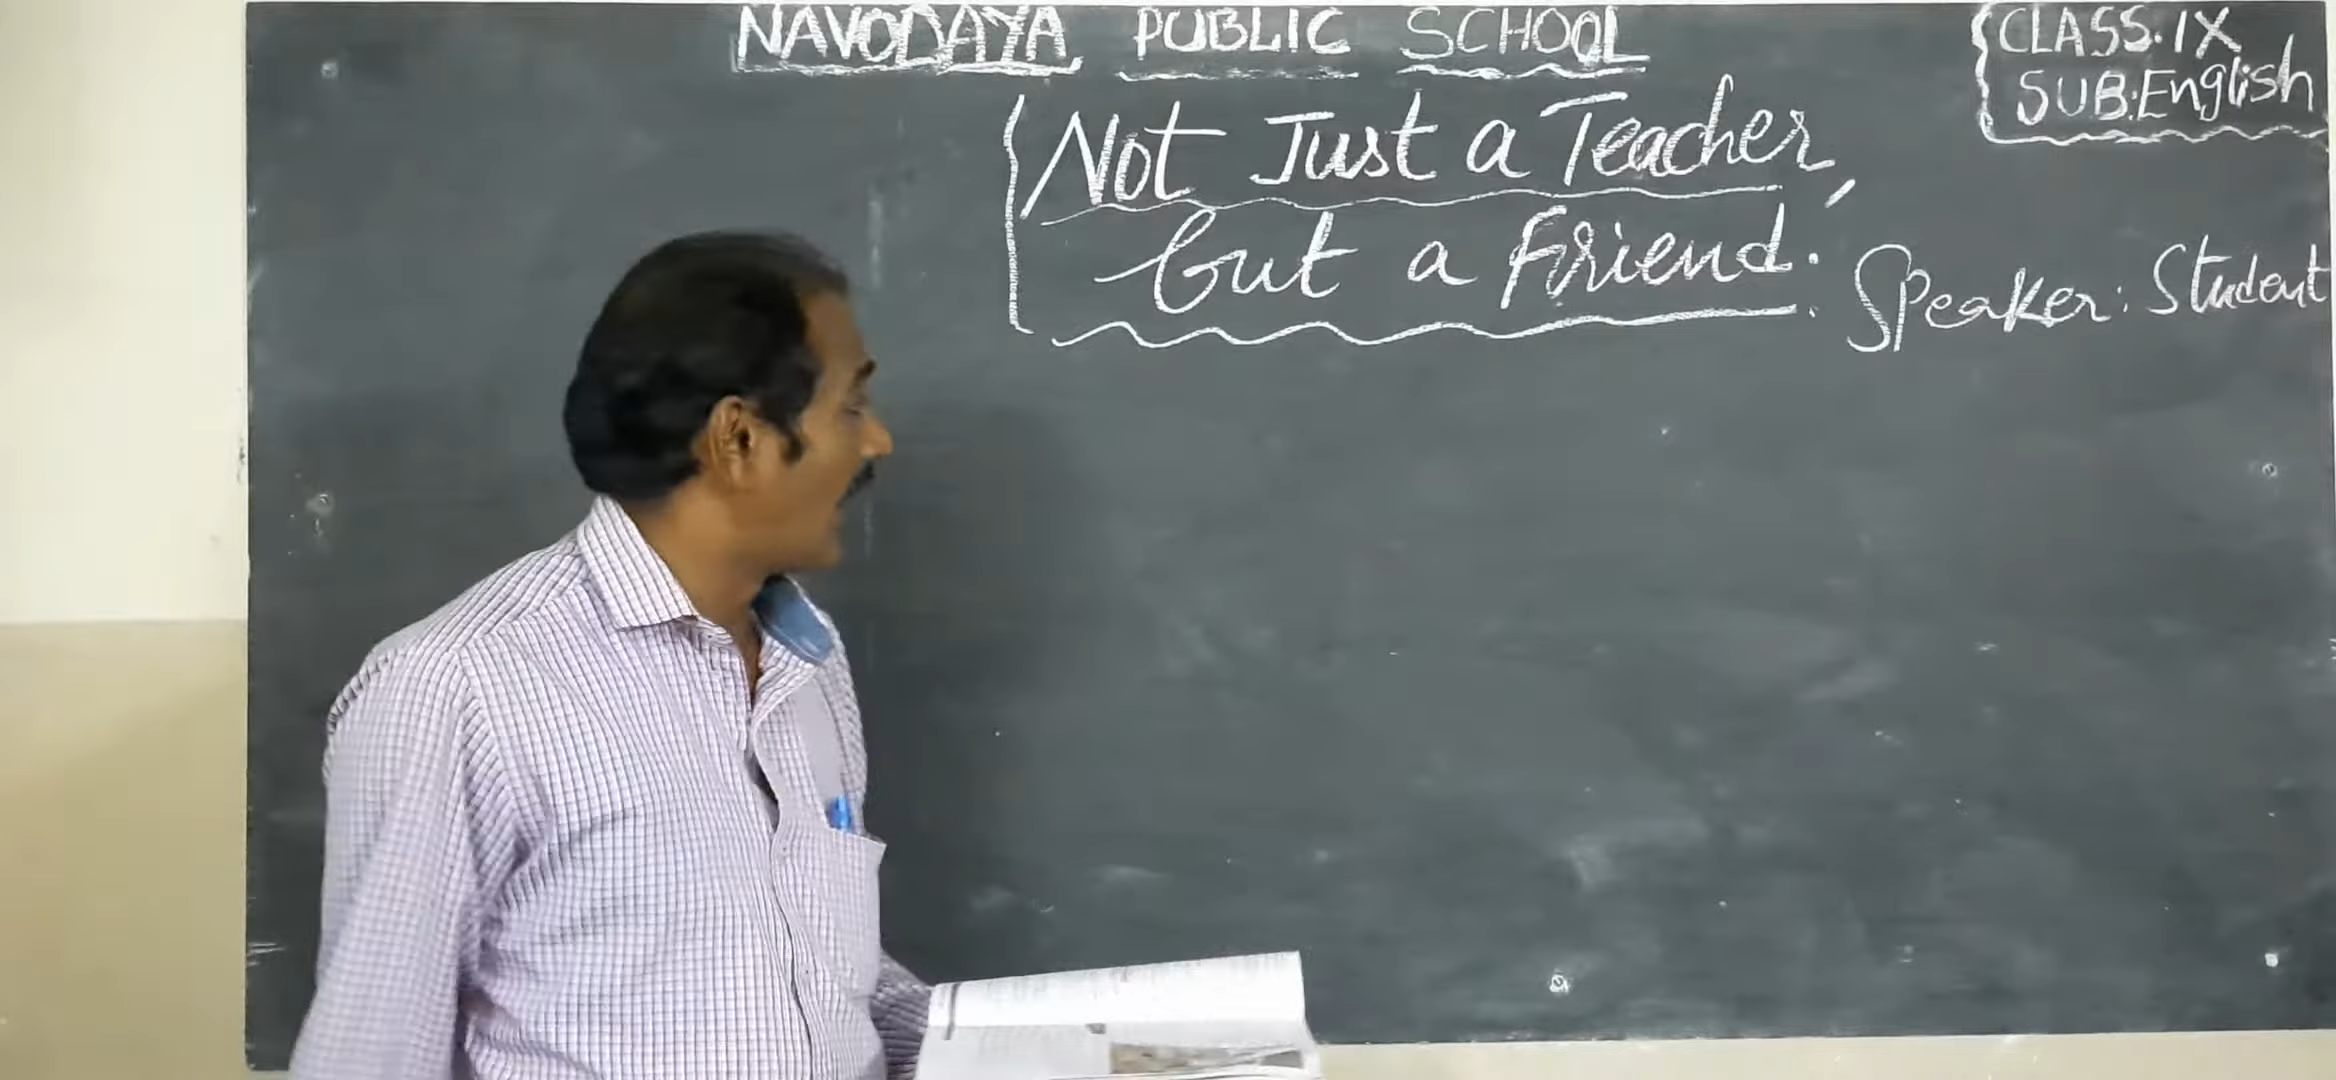 NAVODAYA PUBLIC SCHOOL
CLASS.IX
SUB:English
Not Just a Teacher,
but a Friend.
Speaker: Student